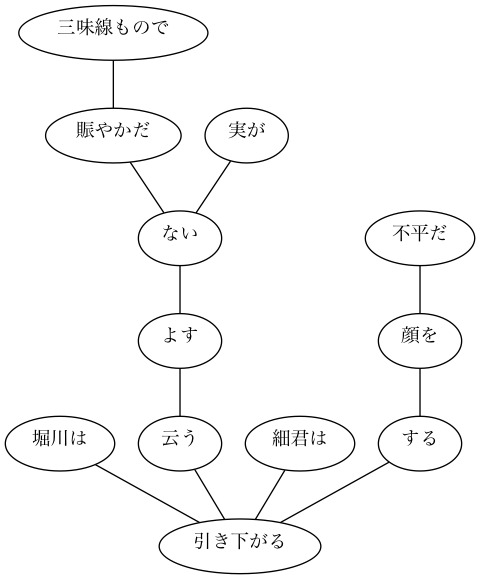 三味線もので
賑やかだ
実が
ない
不平だ
よす
顔を
堀川は
云う
細君は
する
引き下がる